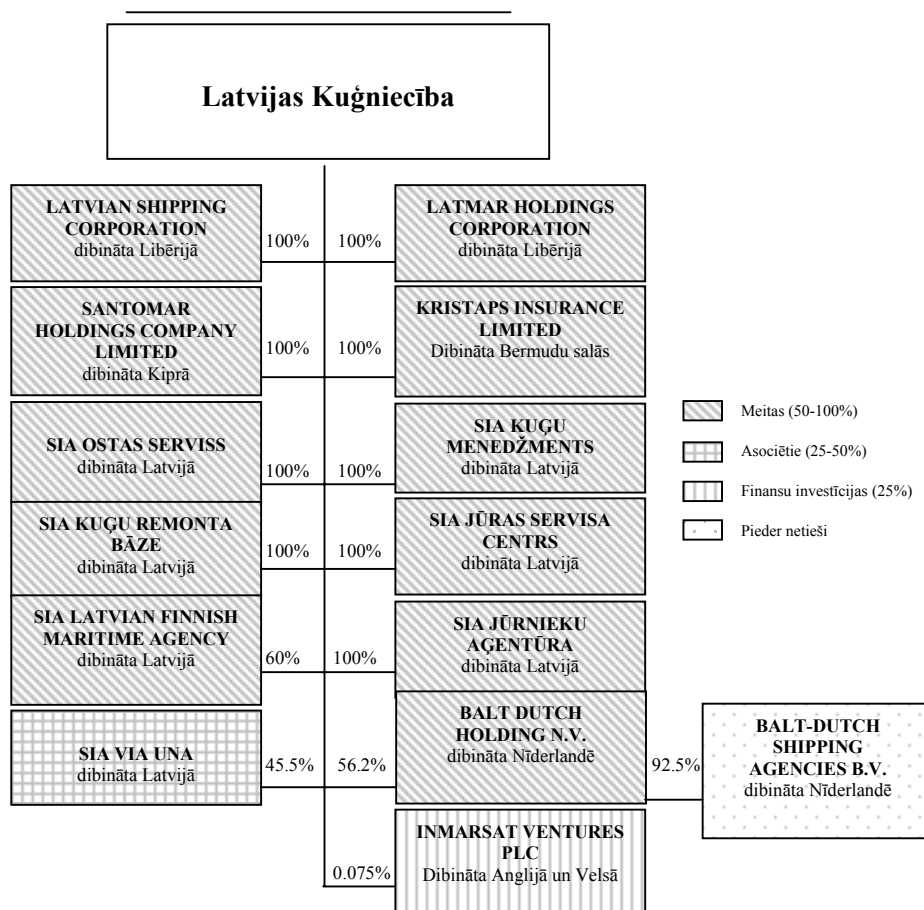 Latvijas Kuģniecība
LATVIAN SHIPPING
CORPORATION
dibināta Libērijā
100%
100%
LATMAR HOLDINGS
CORPORATION
dibināta Libērijā
SANTOMAR
HOLDINGS COMPANY
LIMITED
dibināta Kiprā
100%
100%
KRISTAPS INSURANCE
LIMITED
Dibināta Bermudu salās
SIA OSTAS SERVISS
dibināta Latvijā
100%
100%
SIA KUĢU
MENEDŽMENTS
dibināta Latvijā
SIA KUĢU REMONTA
BĀZE
dibināta Latvijā
100%
100%
SIA JŪRAS SERVISA
CENTRS
dibināta Latvijā
SIA LATVIAN FINNISH
MARITIME AGENCY
dibināta Latvijā
60%
100%
SIA JŪRNIEKU
AĢENTŪRA
dibināta Latvijā
SIA VIA UNA
dibināta Latvijā
45.5%
56.2%
BALT DUTCH
HOLDING N.V.
dibināta Nīderlandē
92.5%
BALT-DUTCH
SHIPPING
AGENCIES B.V.
dibināta Nīderlandē
0.075%
INMARSAT VENTURES
PLC
Dibināta Anglijā un Velsā
Meitas (50-100%)
Asociētie (25-50%)
Finansu investīcijas (25%)
Pieder netieši